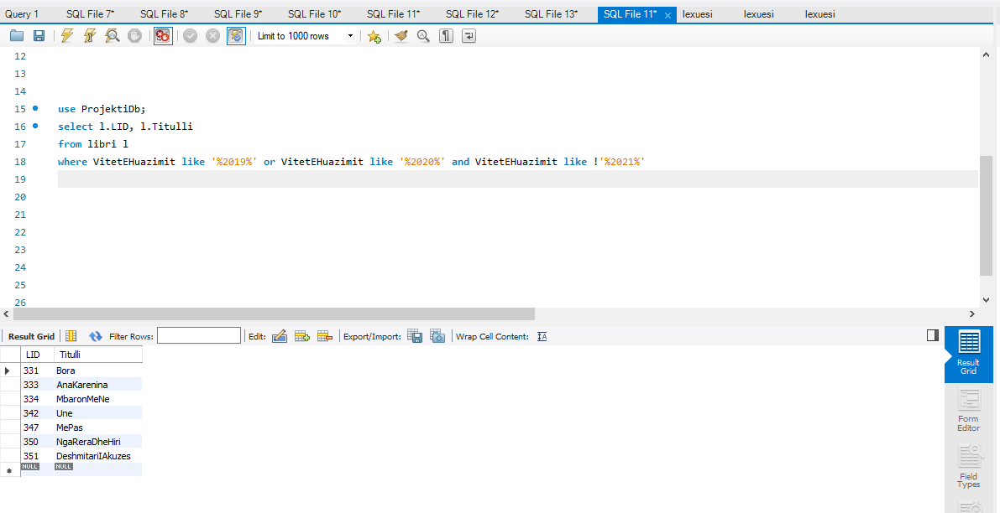 Query 1 SQL File 7* SQL File 8* SQL File 9* SQL File 10* SQL File 11* SQL File 12* SQL File 13* SQL File 11* × lexuesi lexuesi lexuesi
Limit to 1000 rows
12
13
14
15 use ProjektiDb;
16 select l.LID, l.Titulli
17 from libri l
18 where VitetEHuazimit like '%2019%' or VitetEHuazimit like '%2020%' and VitetEHuazimit like !'%2021%'
19
20
21
22
23
24
25
26
Result Grid Filter Rows: Edit: Export/Import: Wrap Cell Content: IA
LID Titulli
331 Bora
333 AnaKarenina
334 MbaronMeNe
342 Une
347 MePas
350 NgaReraDheHiri
351 DeshmitariIAkuzes
NULL NULL
Result
Grid
Form
Editor
Field
Types